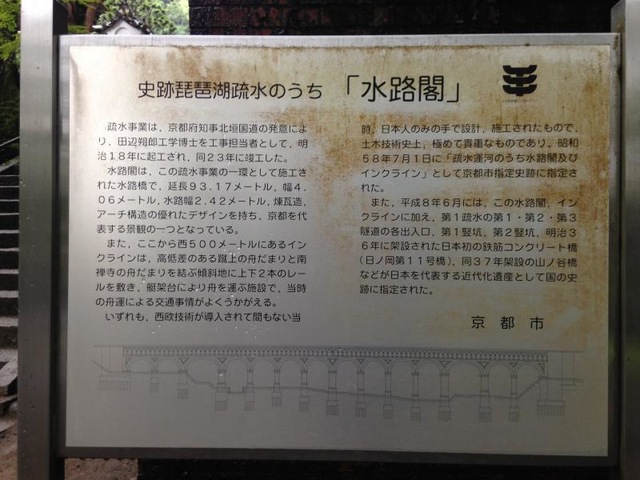 史跡琵琶湖疏水のうち 「水路閣」
疏水事業は、京都府知事北垣国道の発意によ
り、田辺朔郎工学博士を工事担当者として、明
治18年に起工され、同23年に竣工した。
水路閣は、この疏水事業の一環として施工さ
れた水路橋で、延長93.17メートル、幅4.
06メートル、水路幅2.42メートル、煉瓦造、
アーチ構造の優れたデザインを持ち、京都を代
表する景観の一つとなっている。
また、ここから西500メートルにあるイン
クラインは、高低差のある蹴上の舟だまりと南
禅寺の舟だまりを結ぶ傾斜地に上下2本のレー
ルを敷き、艇架台により舟を運ぶ施設で、当時
の舟運による交通事情がよくうかがえる。
いずれも、西欧技術が導入されて間もない当
時、日本人のみの手で設計、施工されたもので、
土木技術史上、極めて貴重なものであり、昭和
58年7月1日に「疏水運河のうち水路閣及び
インクライン」として京都市指定史跡に指定さ
れた。
また、平成8年6月には、この水路閣、イン
クラインに加え、第1疏水の第1・第2・第3
隧道の各出入口、第1竪坑、第2竪坑、明治3
6年に架設された日本初の鉄筋コンクリート橋
(日ノ岡第11号橋)、同37年架設の山ノ谷橋
などが日本を代表する近代化遺産として国の史
跡に指定された。
京都市